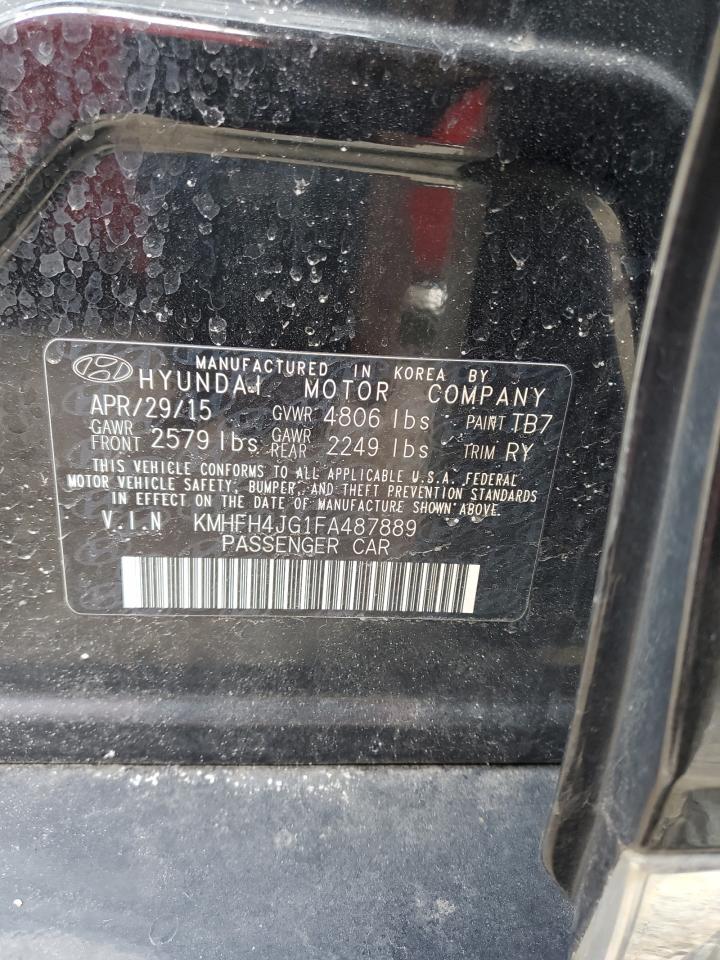 MANUFACTURED IN KOREA BY
HYUNDAI MOTOR COMPANY
APR/29/15 GVWR 4806 lbs PAINT TB7
GAWR FRONT 2579 lbs GAWR REAR 2249 lbs TRIM RY
THIS VEHICLE CONFORMS TO ALL APPLICABLE U.S.A. FEDERAL
MOTOR VEHICLE SAFETY, BUMPER, AND THEFT PREVENTION STANDARDS
IN EFFECT ON THE DATE OF MANUFACTURE SHOWN ABOVE.
V.I.N KMHFH4JG1FA487889
PASSENGER CAR